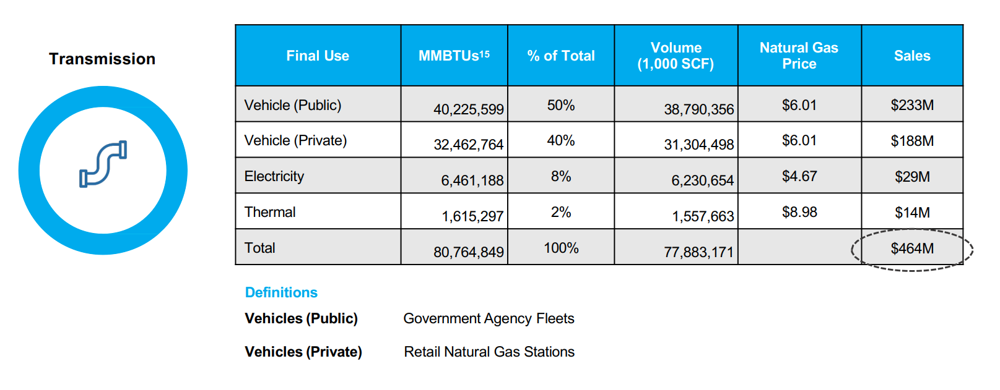 Transmission
Final Use MMBTUs15 % of Total Volume (1,000 SCF) Natural Gas Price Sales
Vehicle (Public) 40,225,599 50% 38,790,356 $6.01 $233M
Vehicle (Private) 32,462,764 40% 31,304,498 $6.01 $188M
Electricity 6,461,188 8% 6,230,654 $4.67 $29M
Thermal 1,615,297 2% 1,557,663 $8.98 $14M
Total 80,764,849 100% 77,883,171 $464M
Definitions
Vehicles (Public) Government Agency Fleets
Vehicles (Private) Retail Natural Gas Stations